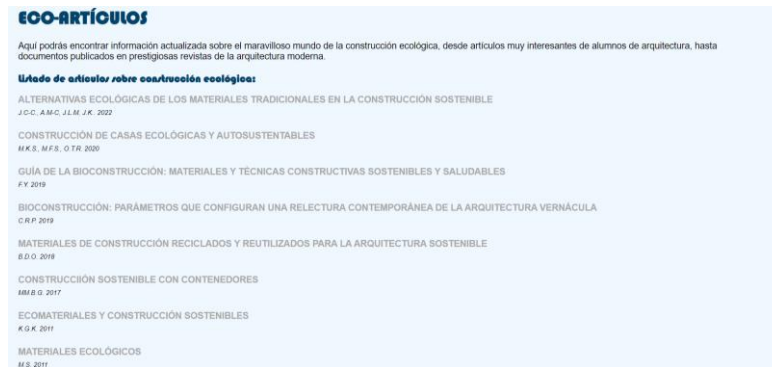 ECO-ARTÍCULOS
Aquí podrás encontrar información actualizada sobre el maravilloso mundo de la construcción ecológica, desde artículos muy interesantes de alumnos de arquitectura, hasta
documentos publicados en prestigiosas revistas de la arquitectura moderna.
Listado de artículos sobre construcción ecológica:
ALTERNATIVAS ECOLÓGICAS DE LOS MATERIALES TRADICIONALES EN LA CONSTRUCCIÓN SOSTENIBLE
J.C-C., A.M-C, J.L.M, J.K. 2022
CONSTRUCCIÓN DE CASAS ECOLÓGICAS Y AUTOSUSTENTABLES
M.K.S., M.F.S., O.T.R. 2020
GUÍA DE LA BIOCONSTRUCCIÓN: MATERIALES Y TÉCNICAS CONSTRUCTIVAS SOSTENIBLES Y SALUDABLES
F.Y. 2019
BIOCONSTRUCCIÓN: PARÁMETROS QUE CONFIGURAN UNA RELECTURA CONTEMPORÁNEA DE LA ARQUITECTURA VERNÁCULA
C.R.P. 2019
MATERIALES DE CONSTRUCCIÓN RECICLADOS Y REUTILIZADOS PARA LA ARQUITECTURA SOSTENIBLE
B.D.O. 2018
CONSTRUCCIIÓN SOSTENIBLE CON CONTENEDORES
MM.B.G. 2017
ECOMATERIALES Y CONSTRUCCIÓN SOSTENIBLES
K.G.K. 2011
MATERIALES ECOLÓGICOS
M.S. 2011